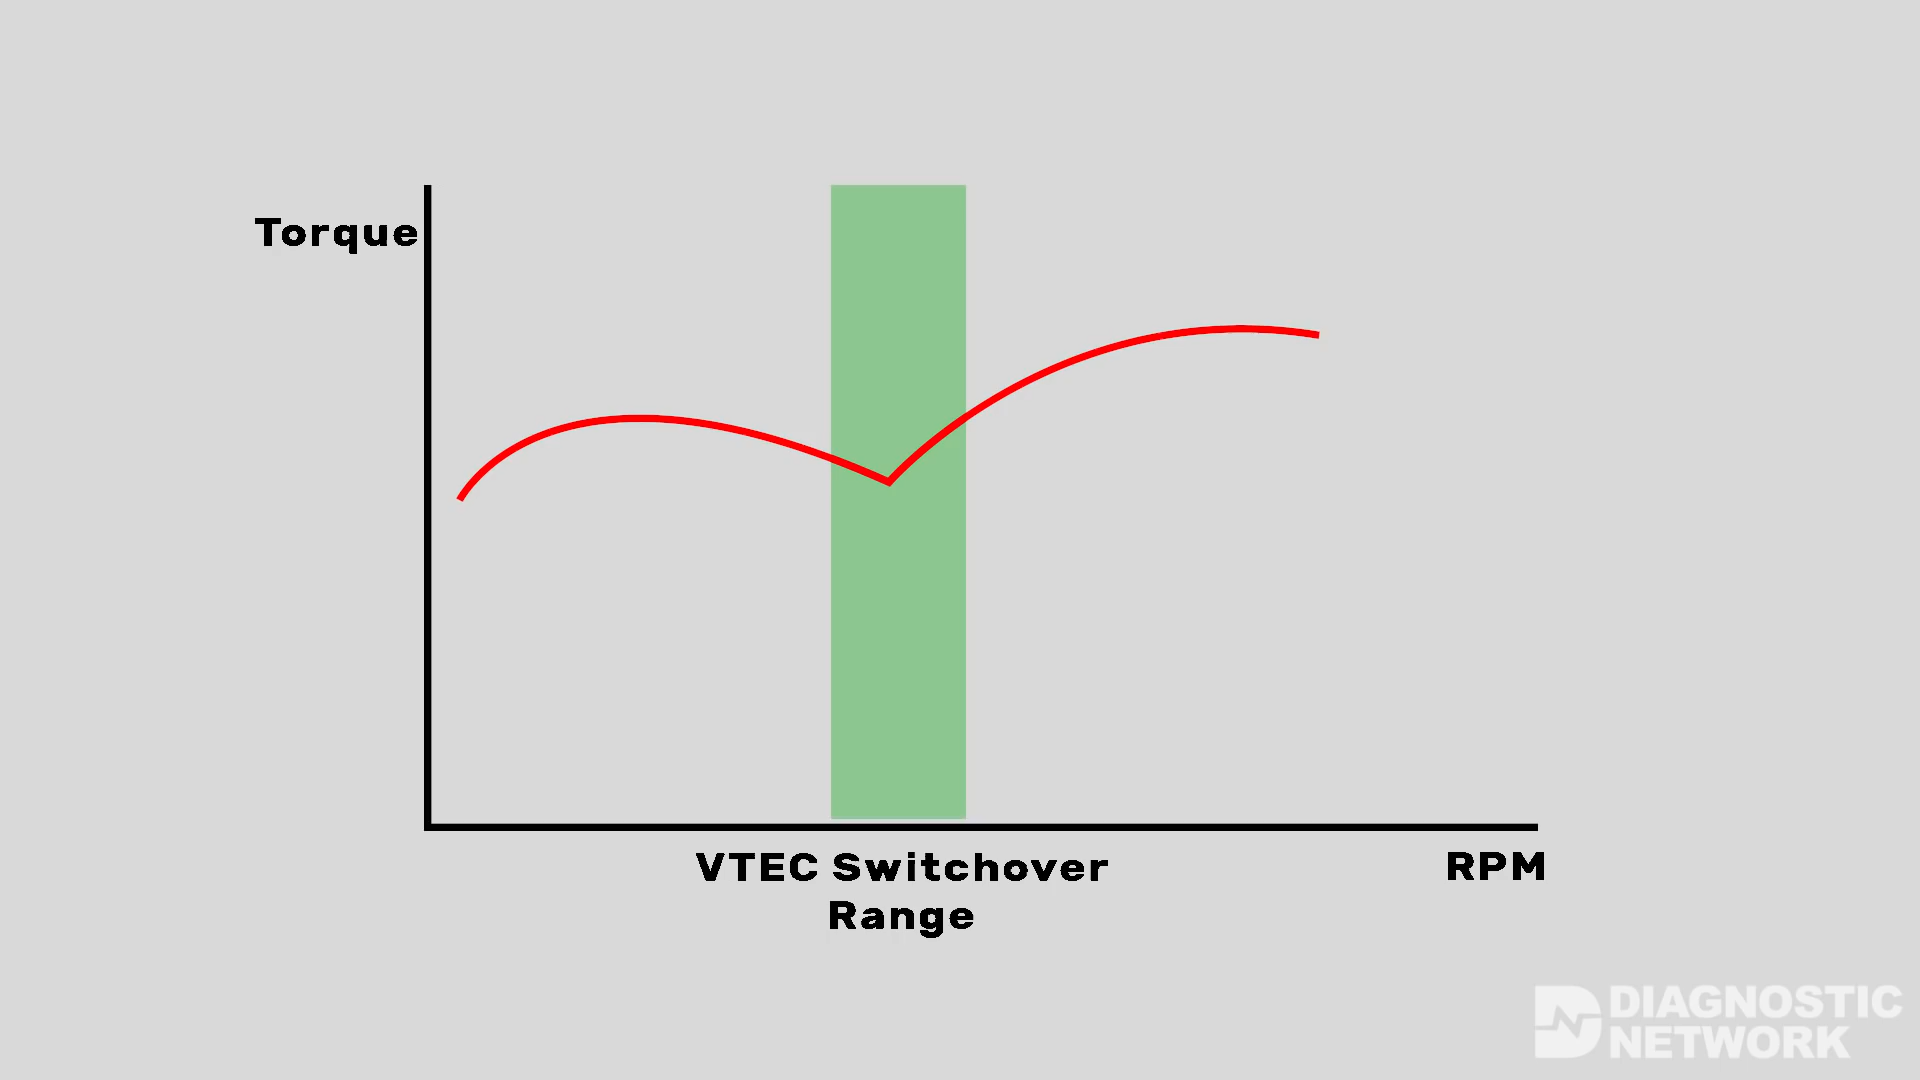 Torque
VTEC Switchover
Range
RPM
DIAGNOSTIC
NETWORK